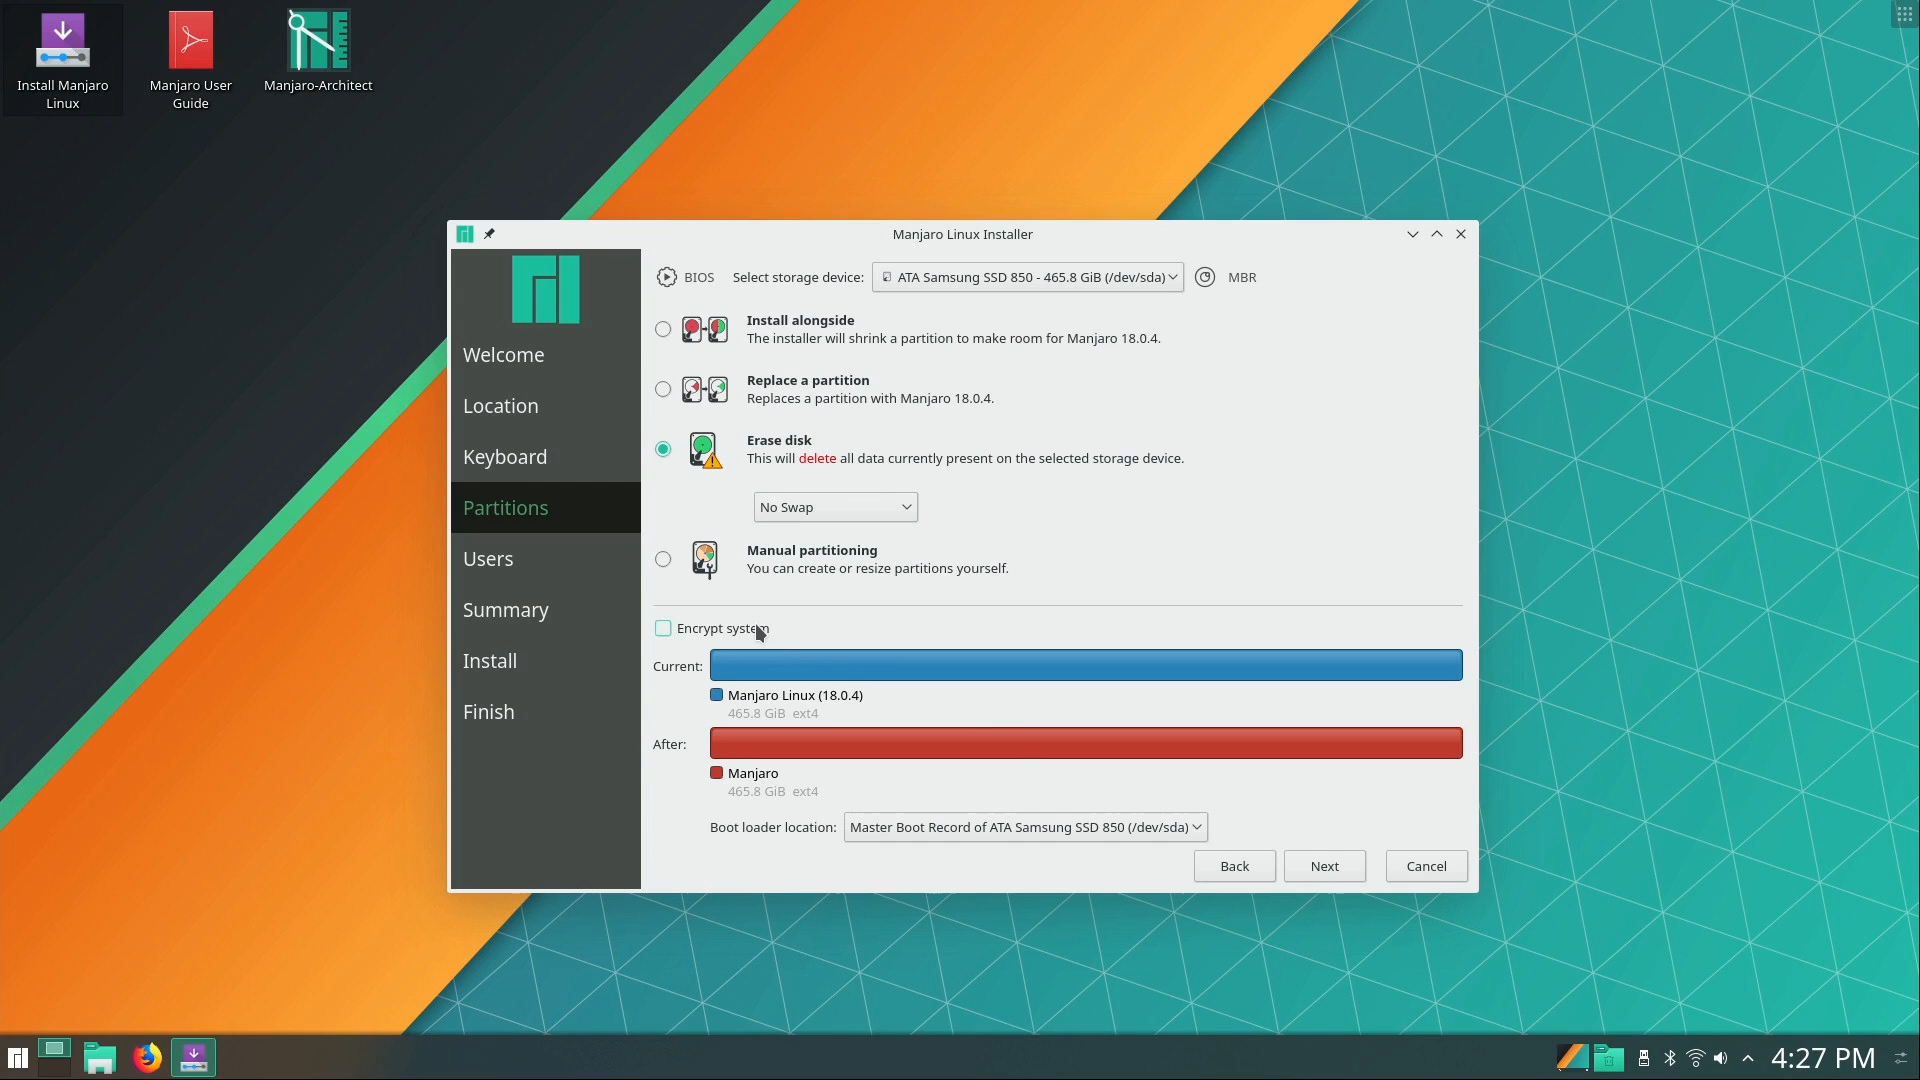 Install Manjaro
Linux
Manjaro User
Guide
Manjaro-Architect
Manjaro Linux Installer
BIOS
Select storage device:
ATA Samsung SSD 850 - 465.8 GiB (/dev/sda)
MBR
Welcome
Location
Keyboard
Partitions
Users
Summary
Install
Finish
Install alongside
The installer will shrink a partition to make room for Manjaro 18.0.4.
Replace a partition
Replaces a partition with Manjaro 18.0.4.
Erase disk
This will delete all data currently present on the selected storage device.
No Swap
Manual partitioning
You can create or resize partitions yourself.
Encrypt system
Current:
Manjaro Linux (18.0.4)
465.8 GiB ext4
After:
Manjaro
465.8 GiB ext4
Boot loader location:
Master Boot Record of ATA Samsung SSD 850 (/dev/sda)
Back
Next
Cancel
4:27 PM